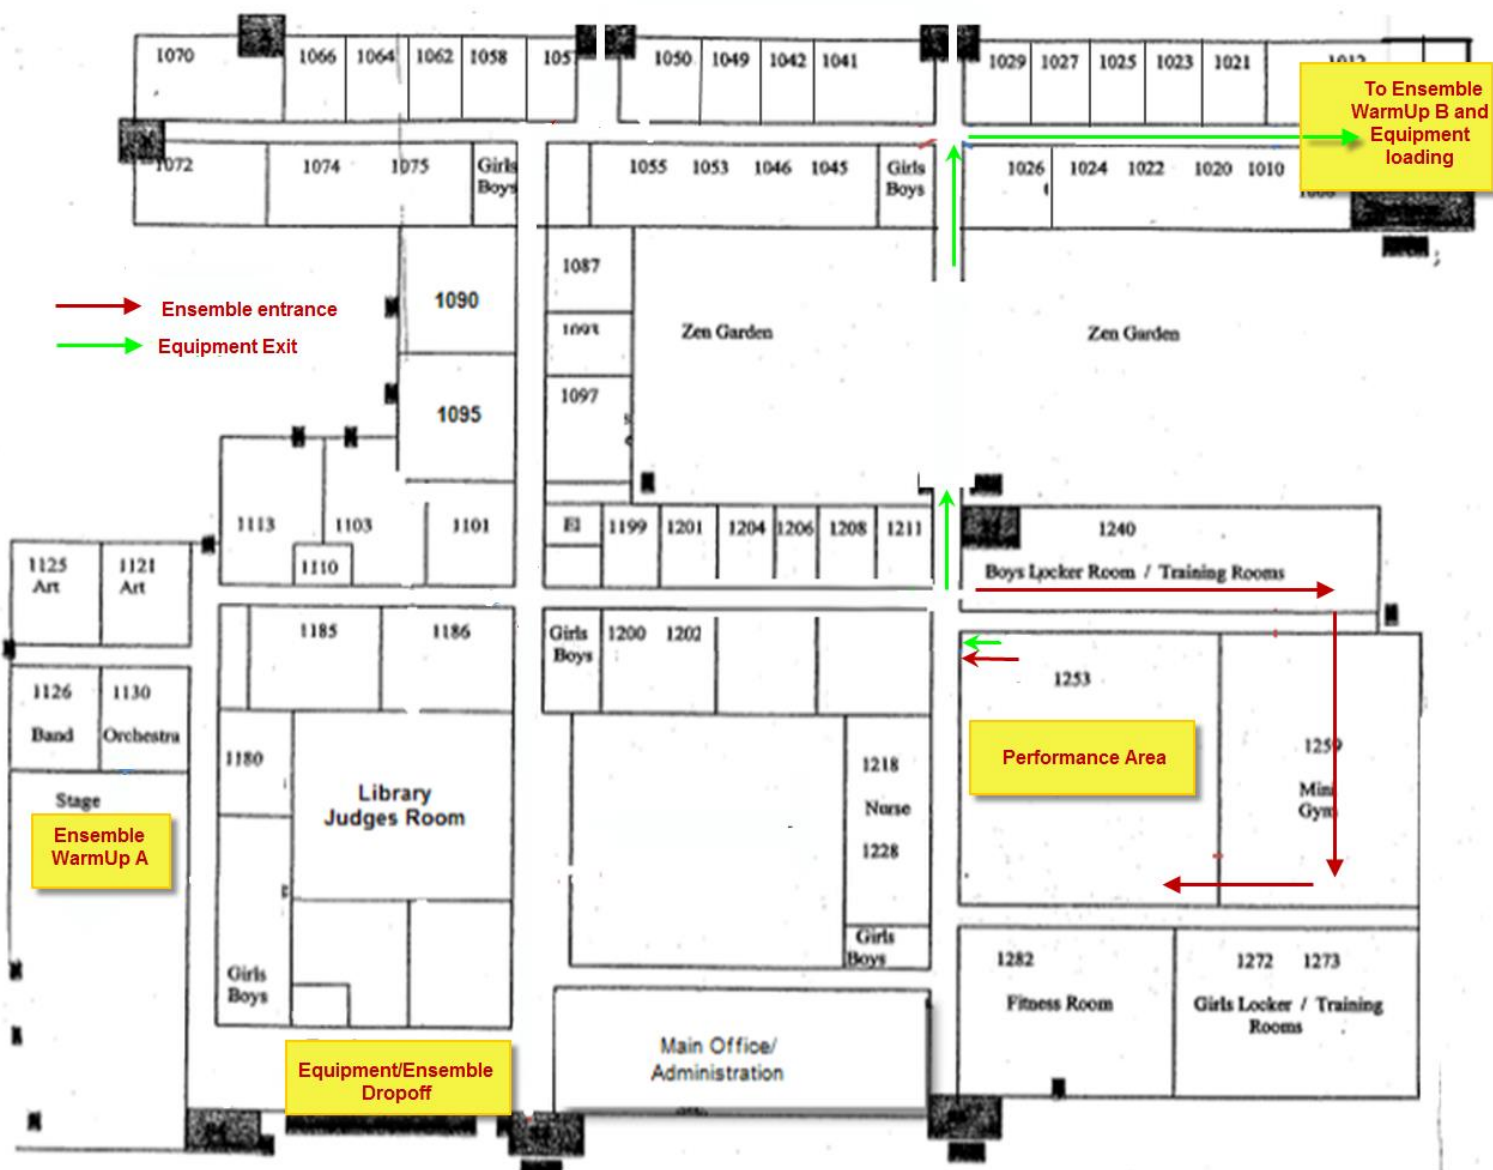 1070
1066
1064
1062
1058
105
1050
1049
1042
1041
1029
1027
1025
1023
1021
To Ensemble
WarmUp B and
Equipment
loading
1072
1074
1075
Girls
Boys
1055
1053
1046
1045
Girls
Boys
1026
1024
1022
1020
1010
1087
1090
1093
Zen Garden
Zen Garden
Ensemble entrance
Equipment Exit
1097
1095
1113
1103
1101
El
1199
1201
1204
1206
1208
1211
1240
Boys Locker Room / Training Rooms
1110
1125
Art
1121
Art
1185
1186
Girls
Boys
1200
1202
1253
1126
Band
1130
Orchestra
1180
Library
Judges Room
1218
Nurse
1228
Performance Area
1259
Mini
Gym
Stage
Ensemble
WarmUp A
Girls
Boys
Girls
Boys
1282
Fitness Room
1272
1273
Girls Locker / Training
Rooms
Main Office/
Administration
Equipment/Ensemble
Dropoff